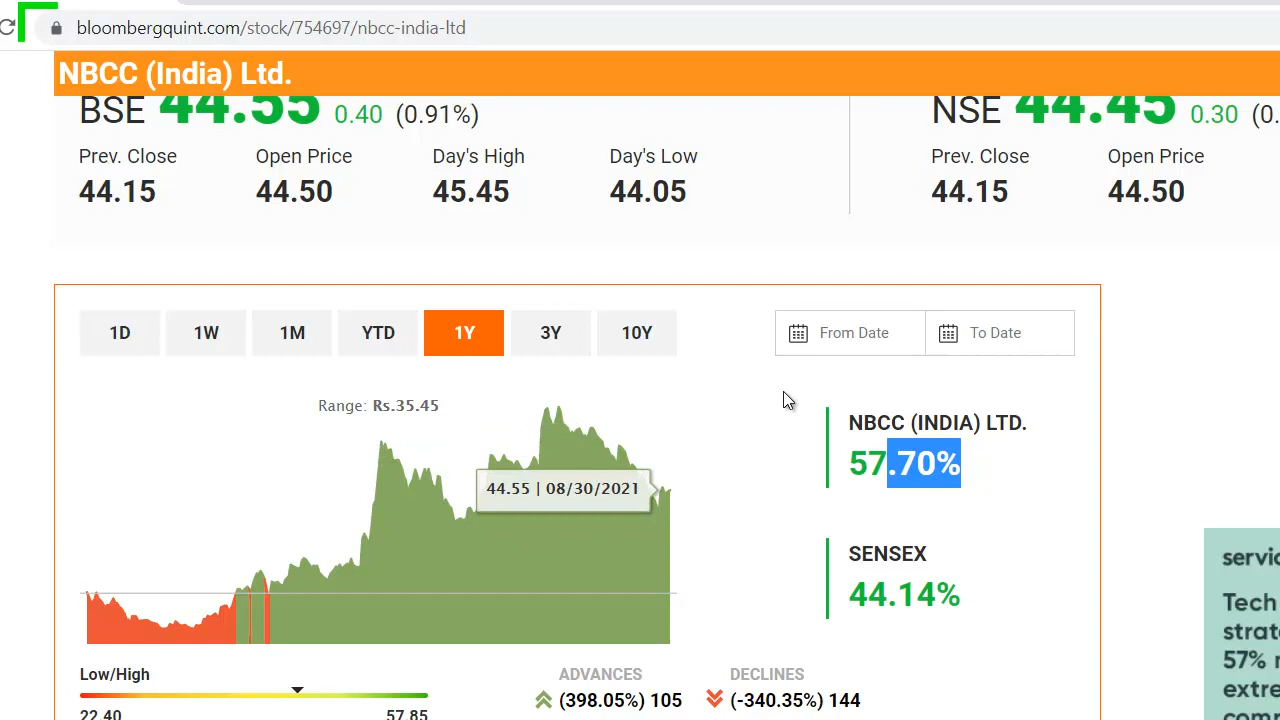 bloombergquint.com/stock/754697/nbcc-india-ltd
NBCC (India) Ltd.
BSE 44.55 0.40 (0.91%)
NSE 44.45 0.30 (0.
Prev. Close Open Price Day's High Day's Low
44.15 44.50 45.45 44.05
Prev. Close Open Price
44.15 44.50
1D 1W 1M YTD 1Y 3Y 10Y
From Date To Date
Range: Rs.35.45
44.55 | 08/30/2021
NBCC (INDIA) LTD.
57.70%
SENSEX
44.14%
Low/High
22.40 57.85
ADVANCES DECLINES
(398.05%) 105 (-340.35%) 144
Tech
57%